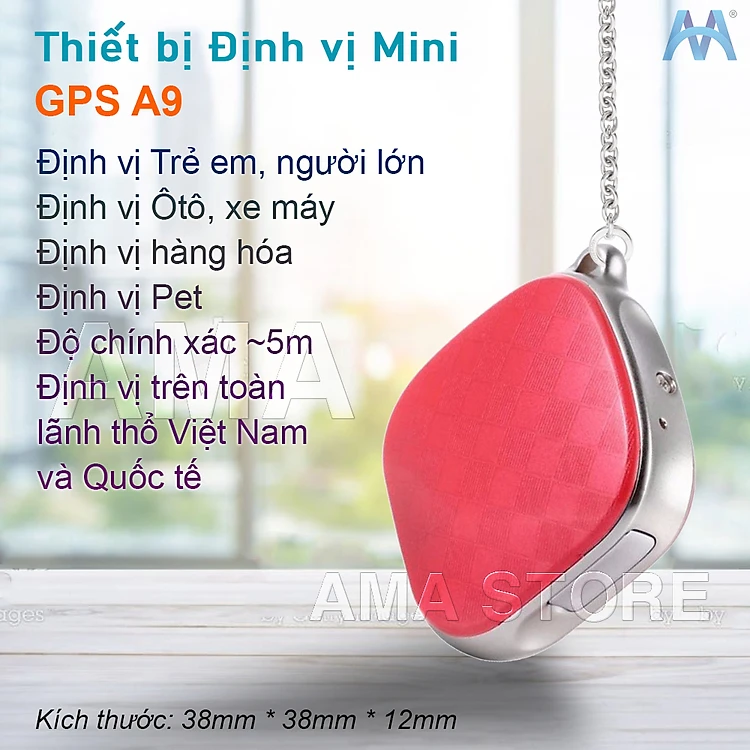 Thiết bị Định vị Mini
GPS A9
Định vị Trẻ em, người lớn
Định vị Ôtô, xe máy
Định vị hàng hóa
Định vị Pet
Độ chính xác ~5m
Định vị trên toàn
lãnh thổ Việt Nam
và Quốc tế
AMA
AMA STORE
Kích thước: 38mm * 38mm * 12mm
®